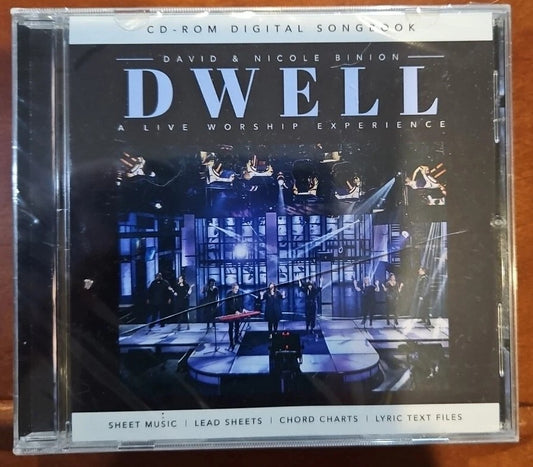 CD-ROM DIGITAL SONGBOOK
DAVID & NICOLE BINION
DWELL
A LIVE WORSHIP EXPERIENCE
SHEET MUSIC | LEAD SHEETS | CHORD CHARTS | LYRIC TEXT FILES